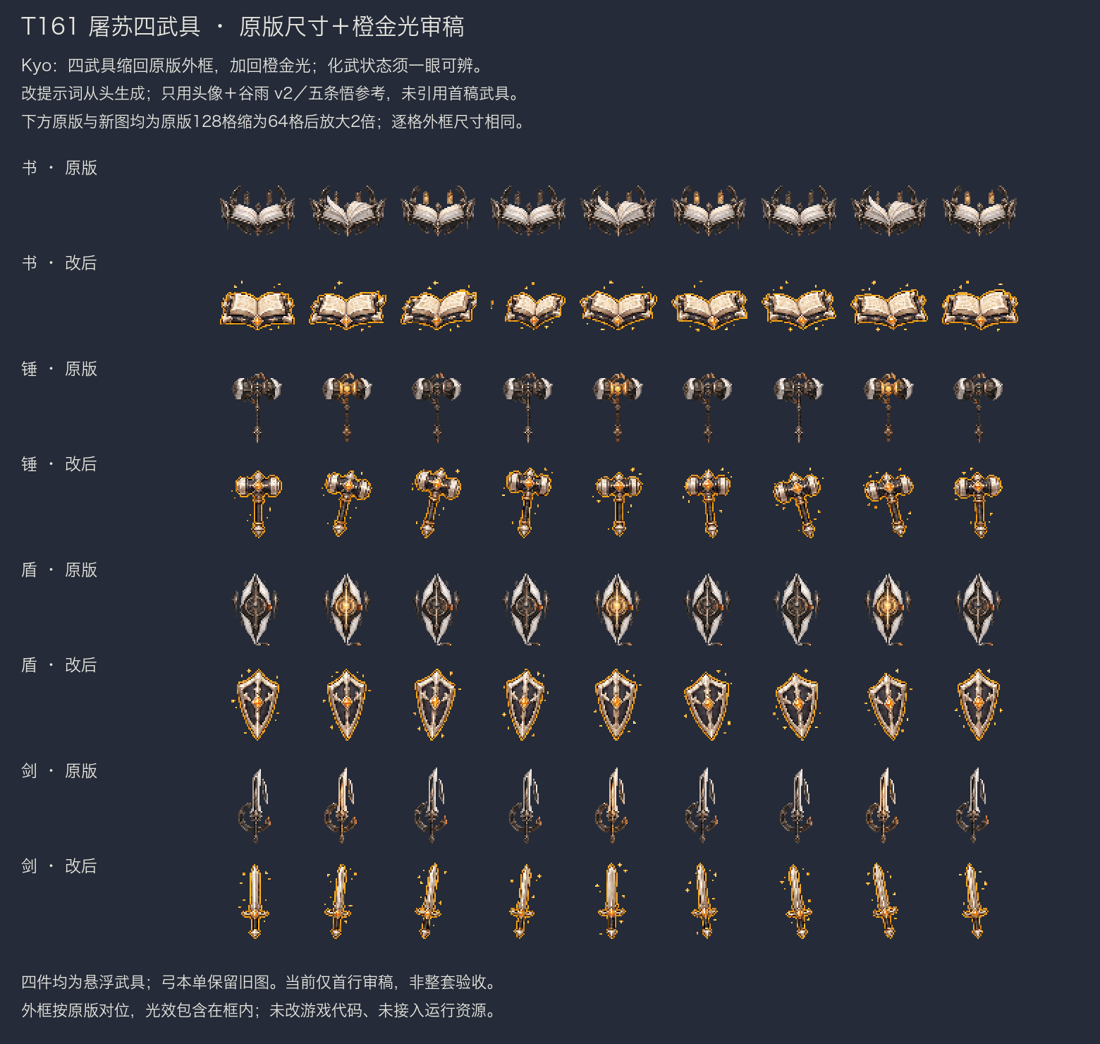 T161 屠苏四武具 · 原版尺寸＋橙金光审稿
Kyo：四武具缩回原版外框，加回橙金光；化武状态须一眼可辨。
改提示词从头生成；只用头像＋谷雨 v2／五条悟参考，未引用首稿武具。
下方原版与新图均为原版128格缩为64格后放大2倍；逐格外框尺寸相同。
书 · 原版
书 · 改后
锤 · 原版
锤 · 改后
盾 · 原版
盾 · 改后
剑 · 原版
剑 · 改后
四件均为悬浮武具；弓本单保留旧图。当前仅首行审稿，非整套验收。
外框按原版对位，光效包含在框内；未改游戏代码、未接入运行资源。